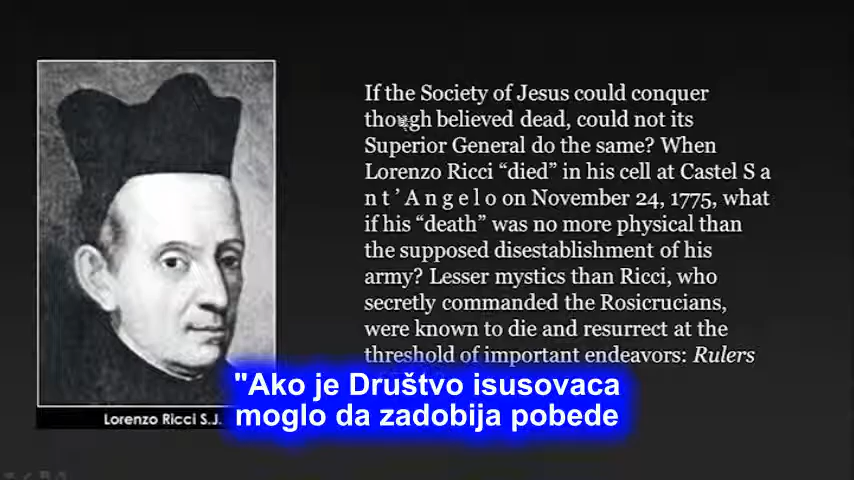 If the Society of Jesus could conquer
though believed dead, could not its
Superior General do the same? When
Lorenzo Ricci “died” in his cell at Castel S a
n t ’ A n g e l o on November 24, 1775, what
if his “death” was no more physical than
the supposed disestablishment of his
army? Lesser mystics than Ricci, who
secretly commanded the Rosicrucians,
were known to die and resurrect at the
threshold of important endeavors: Rulers
Lorenzo Ricci S.J.
"Ako je Društvo isusovaca
moglo da zadobija pobede